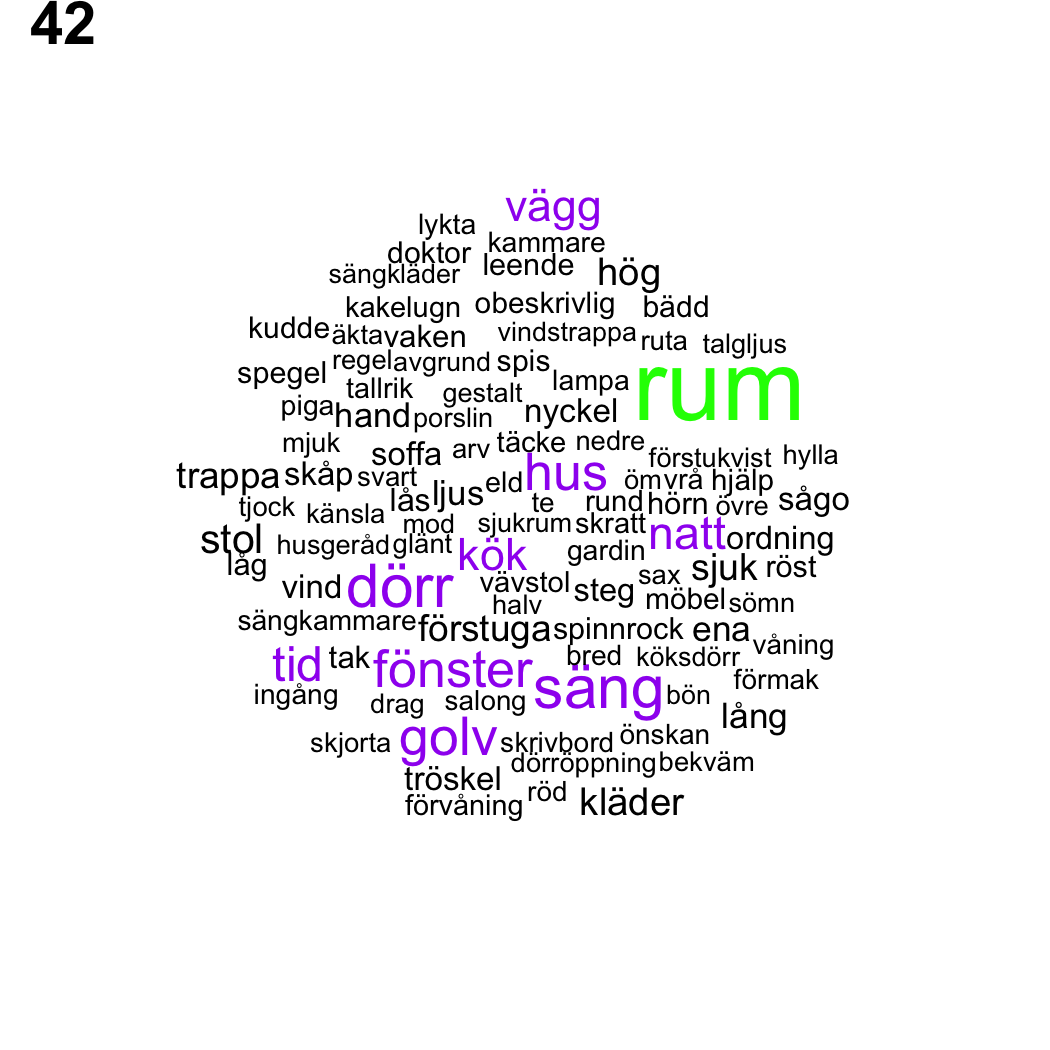 42
vägg
lykta
doktor kammare
sängkläder leende hög
kakelugn obeskrivlig bädd
kudde äkta vaken vindstrappa ruta talgljus
spegel regel avgrund spis lampa rum
tallrik gestalt
piga hand porslin nyckel
mjuk soffa arv täcke nedre förstukvist hylla
trappa skåp svart eld hus öm vrå hjälp
tjock känsla lås ljus te rund hörn övre sågo
mod sjukrum skratt natt ordning
stol husgeråd glänt kök gardin
låg vind dörr vävstol steg sax sjuk röst
halv möbel sömn
sängkammare förstuga spinnrock ena våning
tid tak fönster bred köksdörr förmak
ingång drag salong säng bön lång
skjorta golv skrivbord önskan
dörröppning bekväm
tröskel
förvåning röd kläder